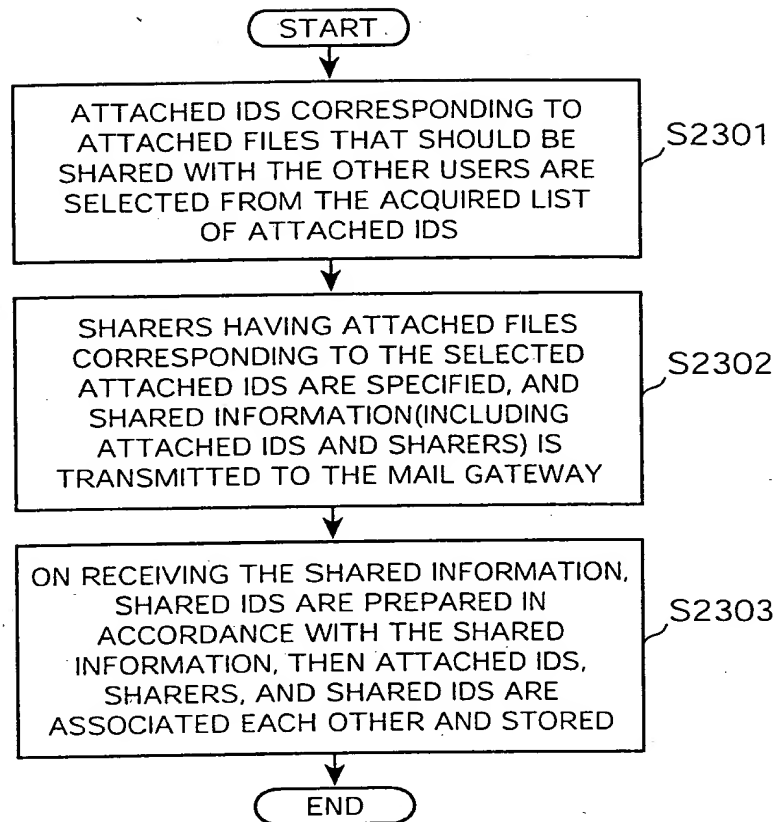 START
ATTACHED IDS CORRESPONDING TO
ATTACHED FILES THAT SHOULD BE
SHARED WITH THE OTHER USERS ARE
SELECTED FROM THE ACQUIRED LIST
OF ATTACHED IDS
S2301
SHARERS HAVING ATTACHED FILES
CORRESPONDING TO THE SELECTED
ATTACHED IDS ARE SPECIFIED, AND
SHARED INFORMATION(INCLUDING
ATTACHED IDS AND SHARERS) IS
TRANSMITTED TO THE MAIL GATEWAY
S2302
ON RECEIVING THE SHARED INFORMATION,
SHARED IDS ARE PREPARED IN
ACCORDANCE WITH THE SHARED
INFORMATION, THEN ATTACHED IDS,
SHARERS, AND SHARED IDS ARE
ASSOCIATED EACH OTHER AND STORED
S2303
END